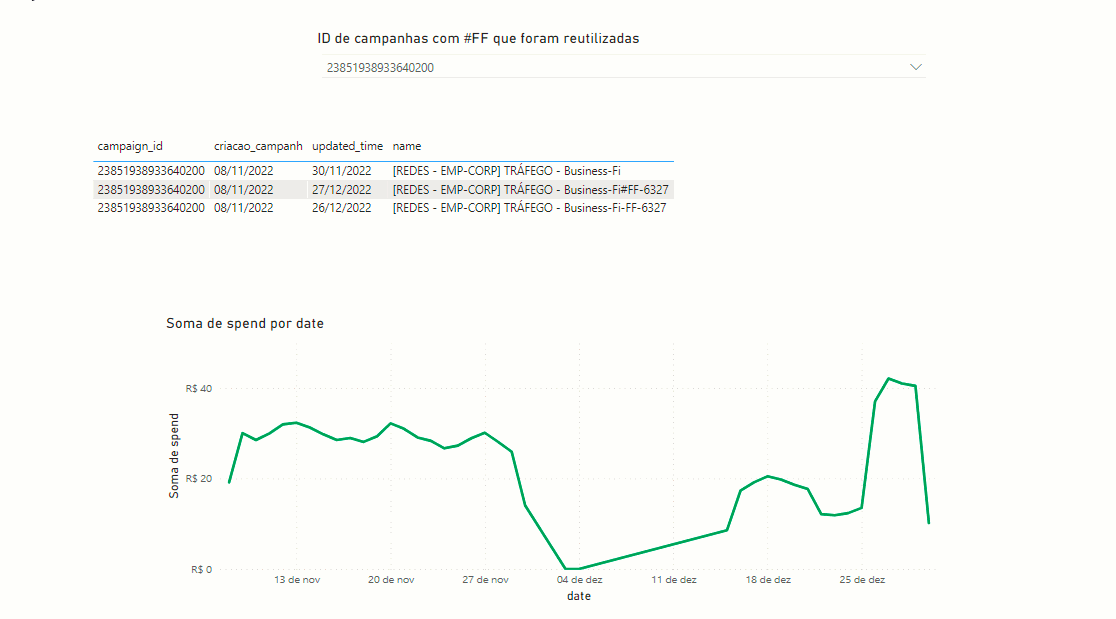 ID de campanhas com #FF que foram reutilizadas
23851938933640200
campaign_id criacao_campanh updated_time name
23851938933640200 08/11/2022 30/11/2022 [REDES - EMP-CORP] TRÁFEGO - Business-Fi
23851938933640200 08/11/2022 27/12/2022 [REDES - EMP-CORP] TRÁFEGO - Business-Fi#FF-6327
23851938933640200 08/11/2022 26/12/2022 [REDES - EMP-CORP] TRÁFEGO - Business-Fi-FF-6327
Soma de spend por date
Soma de spend
R$ 40
R$ 20
R$ 0
13 de nov 20 de nov 27 de nov 04 de dez 11 de dez 18 de dez 25 de dez
date